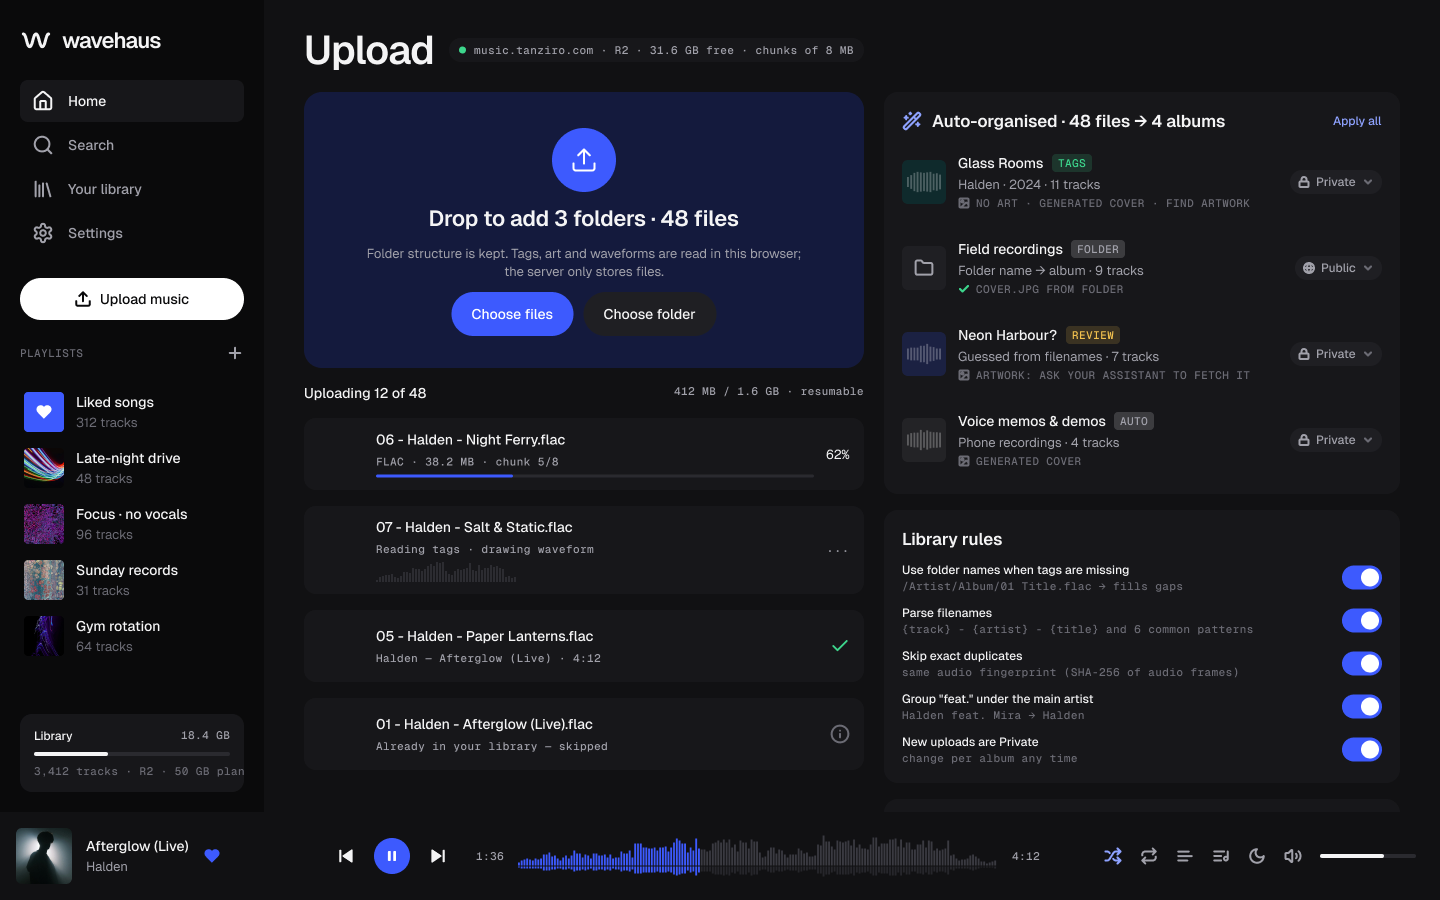 wavehaus
Home
Search
Your library
Settings
Upload music
PLAYLISTS
Liked songs
312 tracks
Late-night drive
48 tracks
Focus · no vocals
96 tracks
Sunday records
31 tracks
Gym rotation
64 tracks
Library 18.4 GB
3,412 tracks · R2 · 50 GB plan
Upload
music.tanziro.com · R2 · 31.6 GB free · chunks of 8 MB
Drop to add 3 folders · 48 files
Folder structure is kept. Tags, art and waveforms are read in this browser;
the server only stores files.
Choose files Choose folder
Uploading 12 of 48 412 MB / 1.6 GB · resumable
06 - Halden - Night Ferry.flac
FLAC · 38.2 MB · chunk 5/8
62%
07 - Halden - Salt & Static.flac
Reading tags · drawing waveform
...
05 - Halden - Paper Lanterns.flac
Halden — Afterglow (Live) · 4:12
01 - Halden - Afterglow (Live).flac
Already in your library — skipped
Auto-organised · 48 files → 4 albums Apply all
Glass Rooms TAGS
Halden · 2024 · 11 tracks
NO ART · GENERATED COVER · FIND ARTWORK
Private
Field recordings FOLDER
Folder name → album · 9 tracks
COVER.JPG FROM FOLDER
Public
Neon Harbour? REVIEW
Guessed from filenames · 7 tracks
ARTWORK: ASK YOUR ASSISTANT TO FETCH IT
Private
Voice memos & demos AUTO
Phone recordings · 4 tracks
GENERATED COVER
Private
Library rules
Use folder names when tags are missing
/Artist/Album/01 Title.flac → fills gaps
Parse filenames
{track} - {artist} - {title} and 6 common patterns
Skip exact duplicates
same audio fingerprint (SHA-256 of audio frames)
Group "feat." under the main artist
Halden feat. Mira → Halden
New uploads are Private
change per album any time
Afterglow (Live)
Halden
1:36
4:12